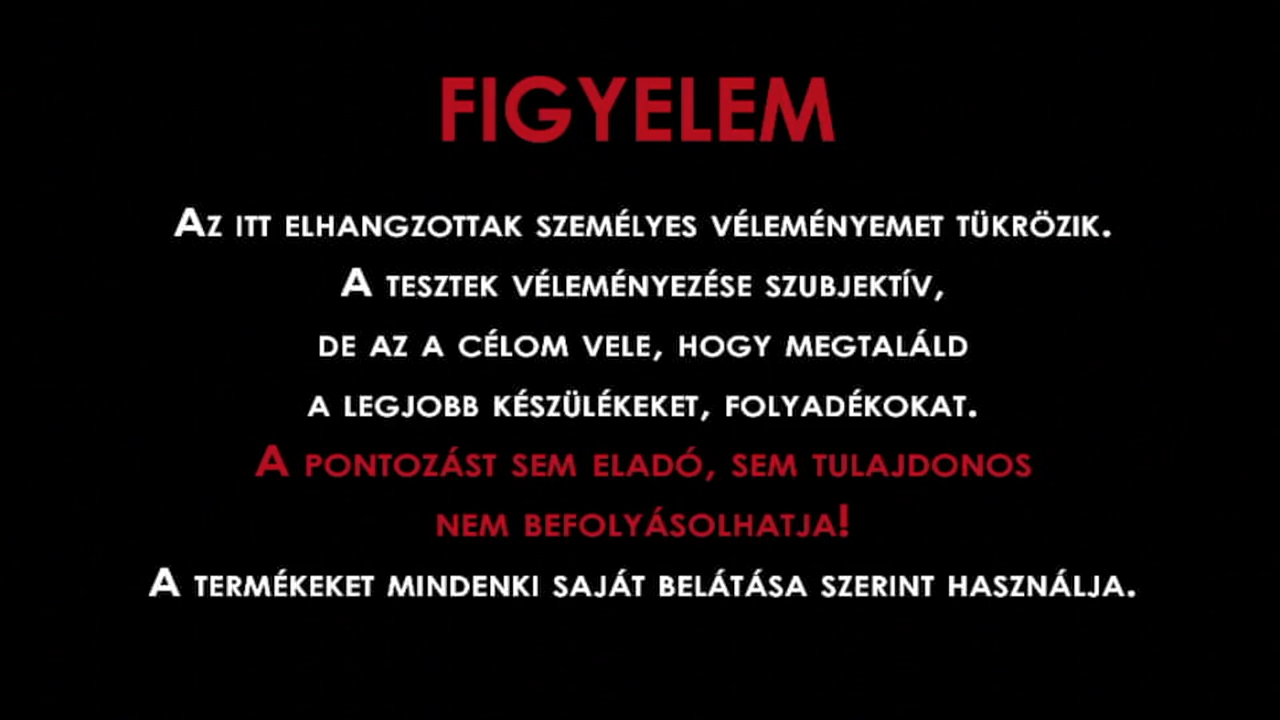 FIGYELEM
Az itt elhangzottak személyes véleményemet tükrözik.
A tesztek véleményezése szubjektív,
de az a célom vele, hogy megtaláld
a legjobb készülékeket, folyadékokat.
A pontozást sem eladó, sem tulajdonos
nem befolyásolhatja!
A termékeket mindenki saját belátása szerint használja.